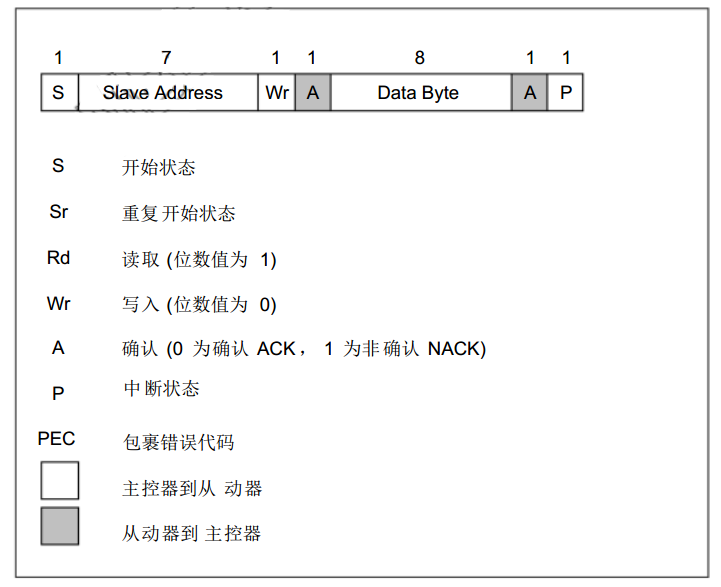 1 7 1 1 8 1 1
S Slave Address Wr A Data Byte A P
S 开始状态
Sr 重复开始状态
Rd 读取 (位数值为 1)
Wr 写入 (位数值为 0)
A 确认 (0 为确认 ACK， 1 为非确认 NACK)
P 中断状态
PEC 包裹错误代码
主控器到从 动器
从动器到 主控器